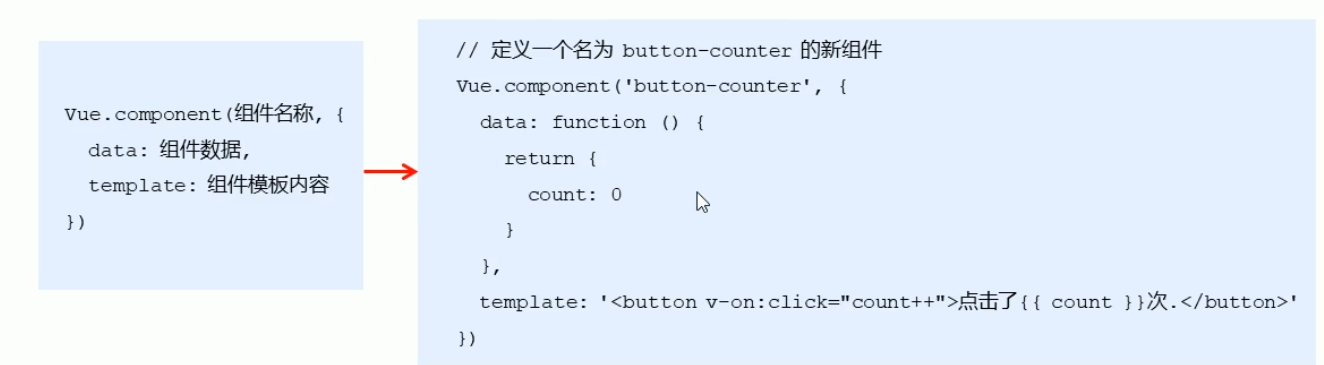 Vue.component(组件名称, {
data: 组件数据,
template: 组件模板内容
})
// 定义一个名为 button-counter 的新组件
Vue.component('button-counter', {
data: function () {
return {
count: 0
}
},
template: '<button v-on:click="count++">点击了{{ count }}次.</button>'
})